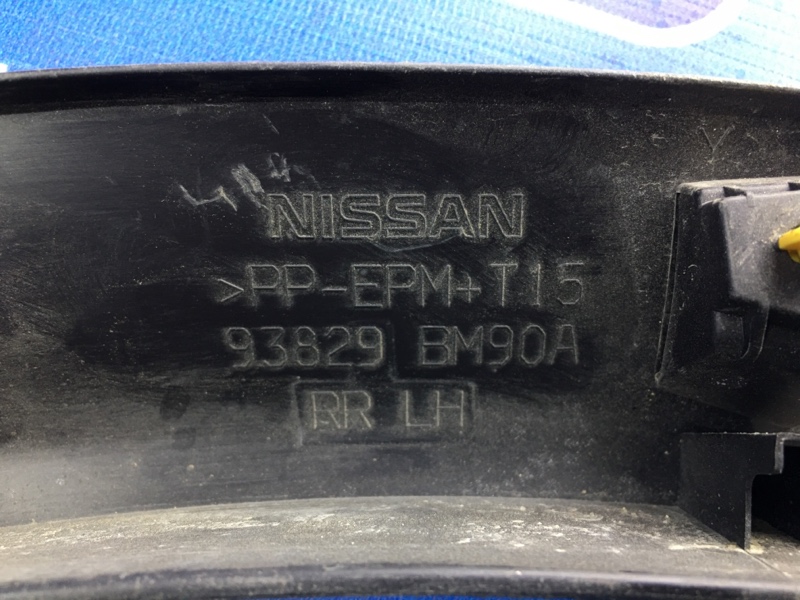 NISSAN
>PP-EPM+T15
93829 BM90A
RR LH